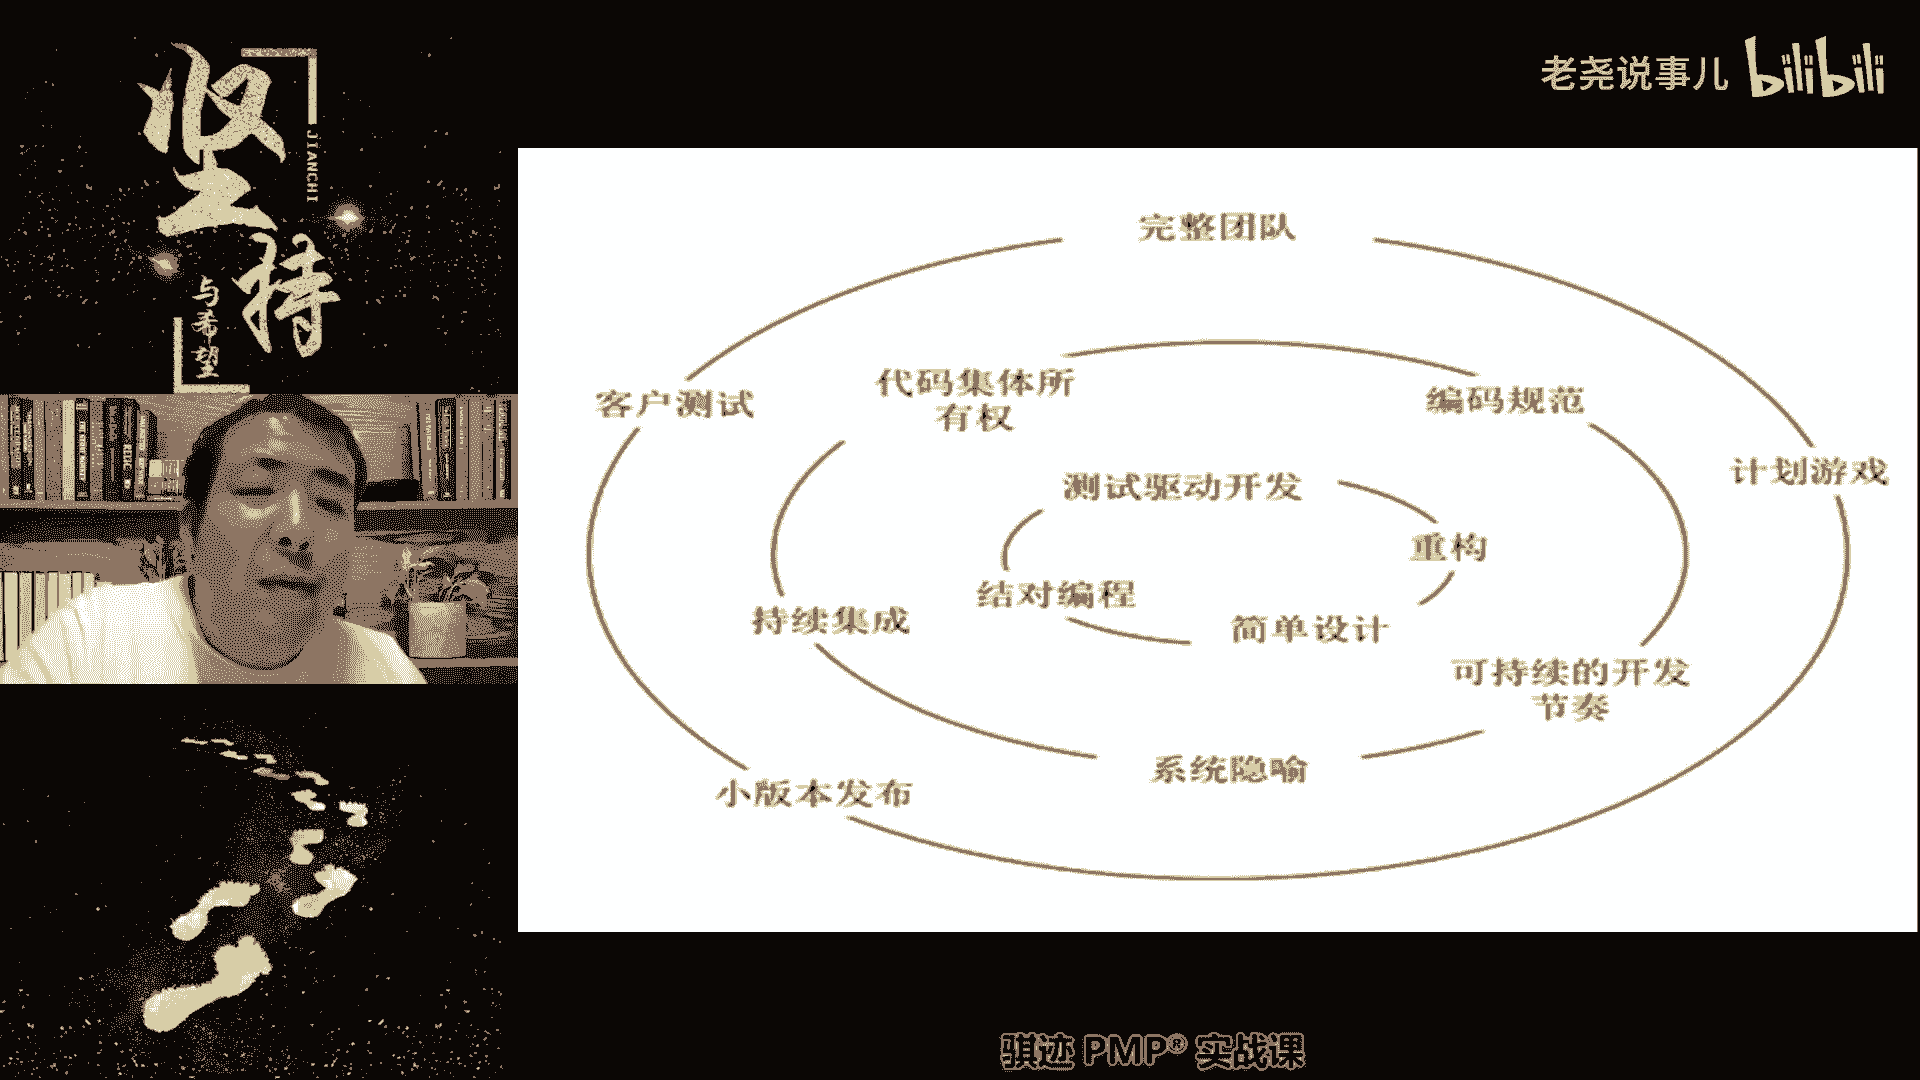 坚持
JIANCHI
与希望
老尧说事儿 bilibili
完整团队
客户测试
代码集体所
有权
编码规范
计划游戏
测试驱动开发
重构
结对编程
简单设计
持续集成
可持续的开发
节奏
系统隐喻
小版本发布
骐迹 PMP® 实战课